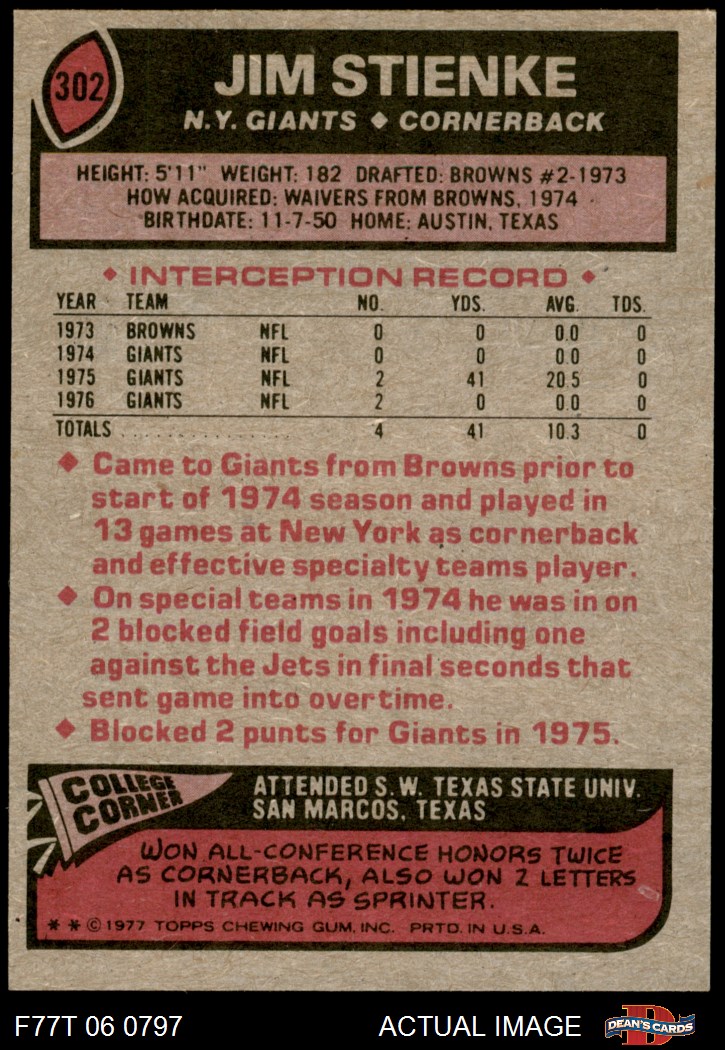 302
JIM STIENKE
N.Y. GIANTS ◆ CORNERBACK
HEIGHT: 5'11" WEIGHT: 182 DRAFTED: BROWNS #2-1973
HOW ACQUIRED: WAIVERS FROM BROWNS, 1974
BIRTHDATE: 11-7-50 HOME: AUSTIN, TEXAS
◆ INTERCEPTION RECORD ◆
YEAR TEAM NO. YDS. AVG. TDS.
1973 BROWNS NFL 0 0 0.0 0
1974 GIANTS NFL 0 0 0.0 0
1975 GIANTS NFL 2 41 20.5 0
1976 GIANTS NFL 2 0 0.0 0
TOTALS . . . . . . . . . . . . . . 4 41 10.3 0
◆ Came to Giants from Browns prior to
start of 1974 season and played in
13 games at New York as cornerback
and effective specialty teams player.
◆ On special teams in 1974 he was in on
2 blocked field goals including one
against the Jets in final seconds that
sent game into overtime.
◆ Blocked 2 punts for Giants in 1975.
COLLEGE
CORNER
ATTENDED S.W. TEXAS STATE UNIV.
SAN MARCOS, TEXAS
WON ALL-CONFERENCE HONORS TWICE
AS CORNERBACK, ALSO WON 2 LETTERS
IN TRACK AS SPRINTER.
* * © 1977 TOPPS CHEWING GUM, INC. PRTD. IN U.S.A.
F77T 06 0797 ACTUAL IMAGE
D
DEAN'S CARDS